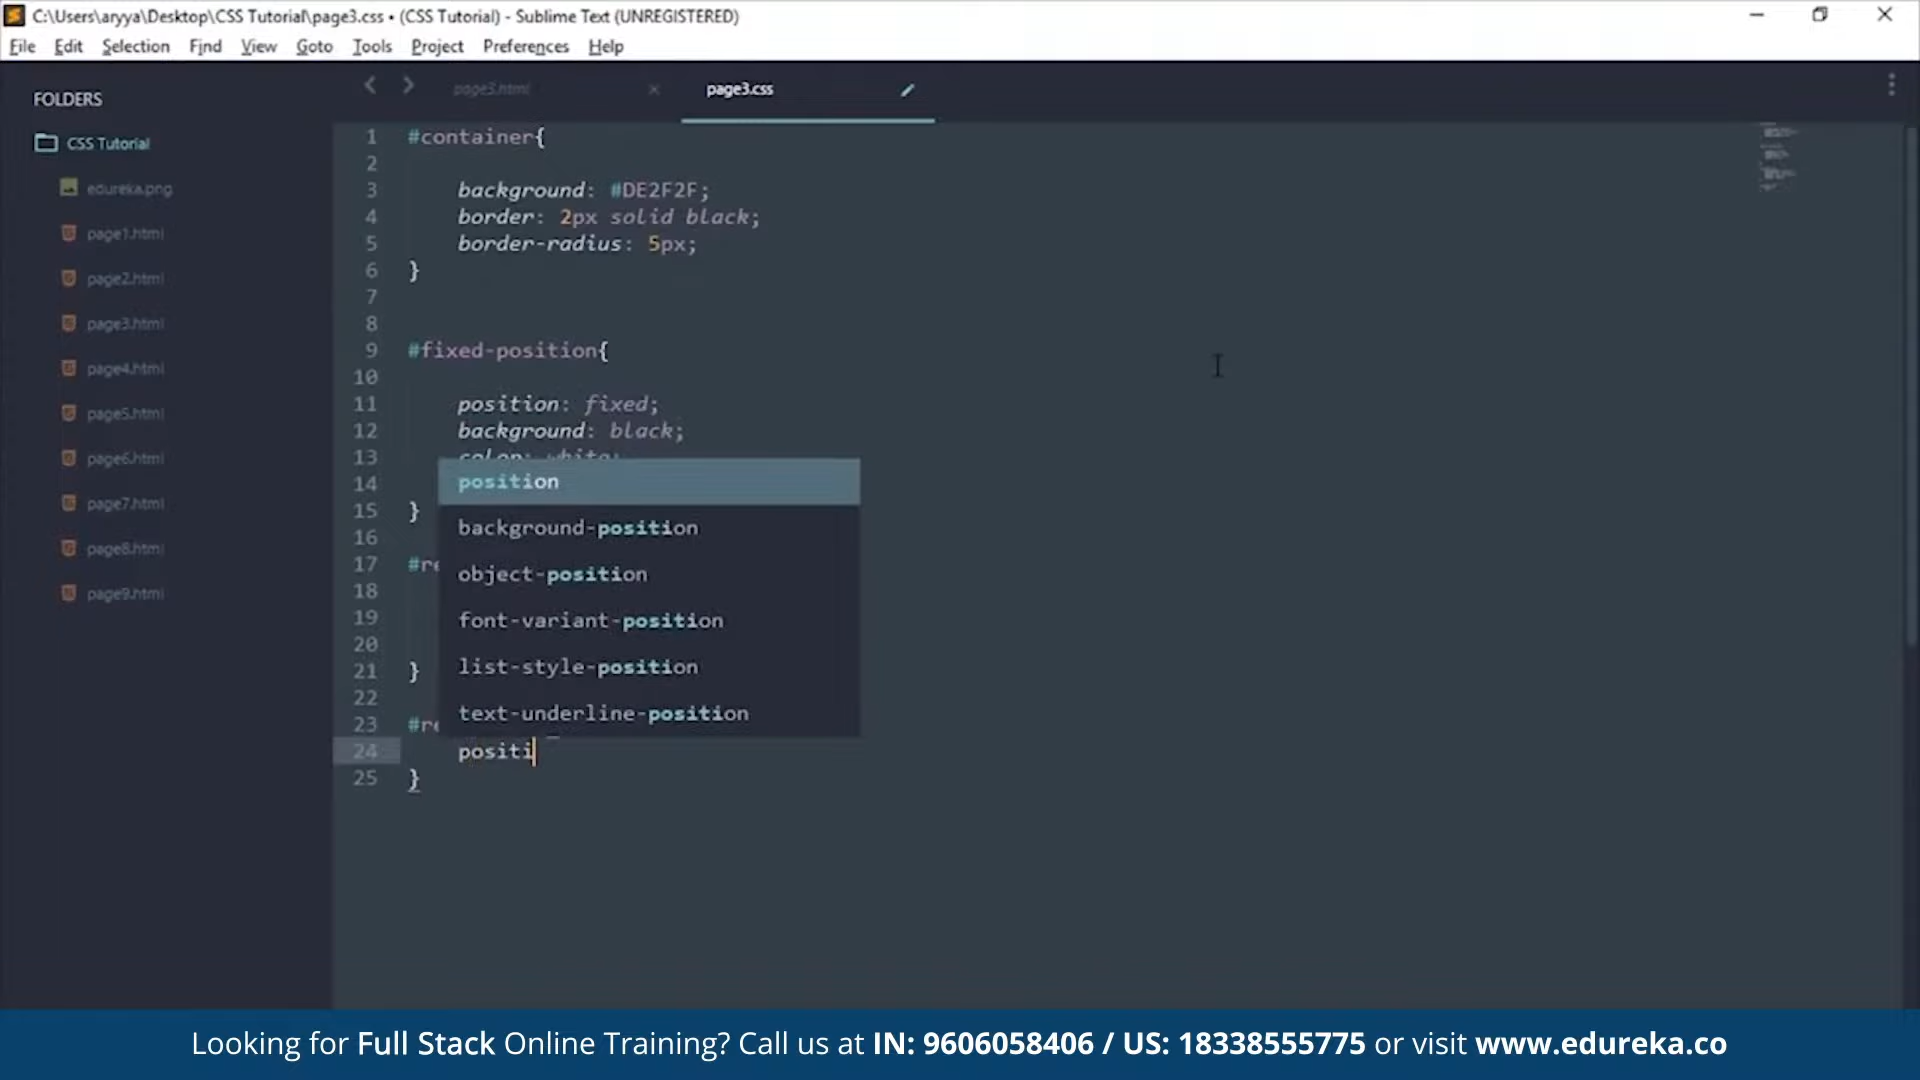 C:\Users\aryya\Desktop\CSS Tutorial\page3.css • (CSS Tutorial) - Sublime Text (UNREGISTERED)
File Edit Selection Find View Goto Tools Project Preferences Help
FOLDERS
CSS Tutorial
edureka.png
page1.html
page2.html
page3.html
page4.html
page5.html
page6.html
page7.html
page8.html
page9.html
page3.html page3.css
1 #container{
2
3 background: #DE2F2F;
4 border: 2px solid black;
5 border-radius: 5px;
6 }
7
8
9 #fixed-position{
10
11 position: fixed;
12 background: black;
13 color: white;
14
15 }
16
17 #re
18
19
20
21 }
22
23 #re
24 positi
25 }
position
background-position
object-position
font-variant-position
list-style-position
text-underline-position
Looking for Full Stack Online Training? Call us at IN: 9606058406 / US: 18338555775 or visit www.edureka.co